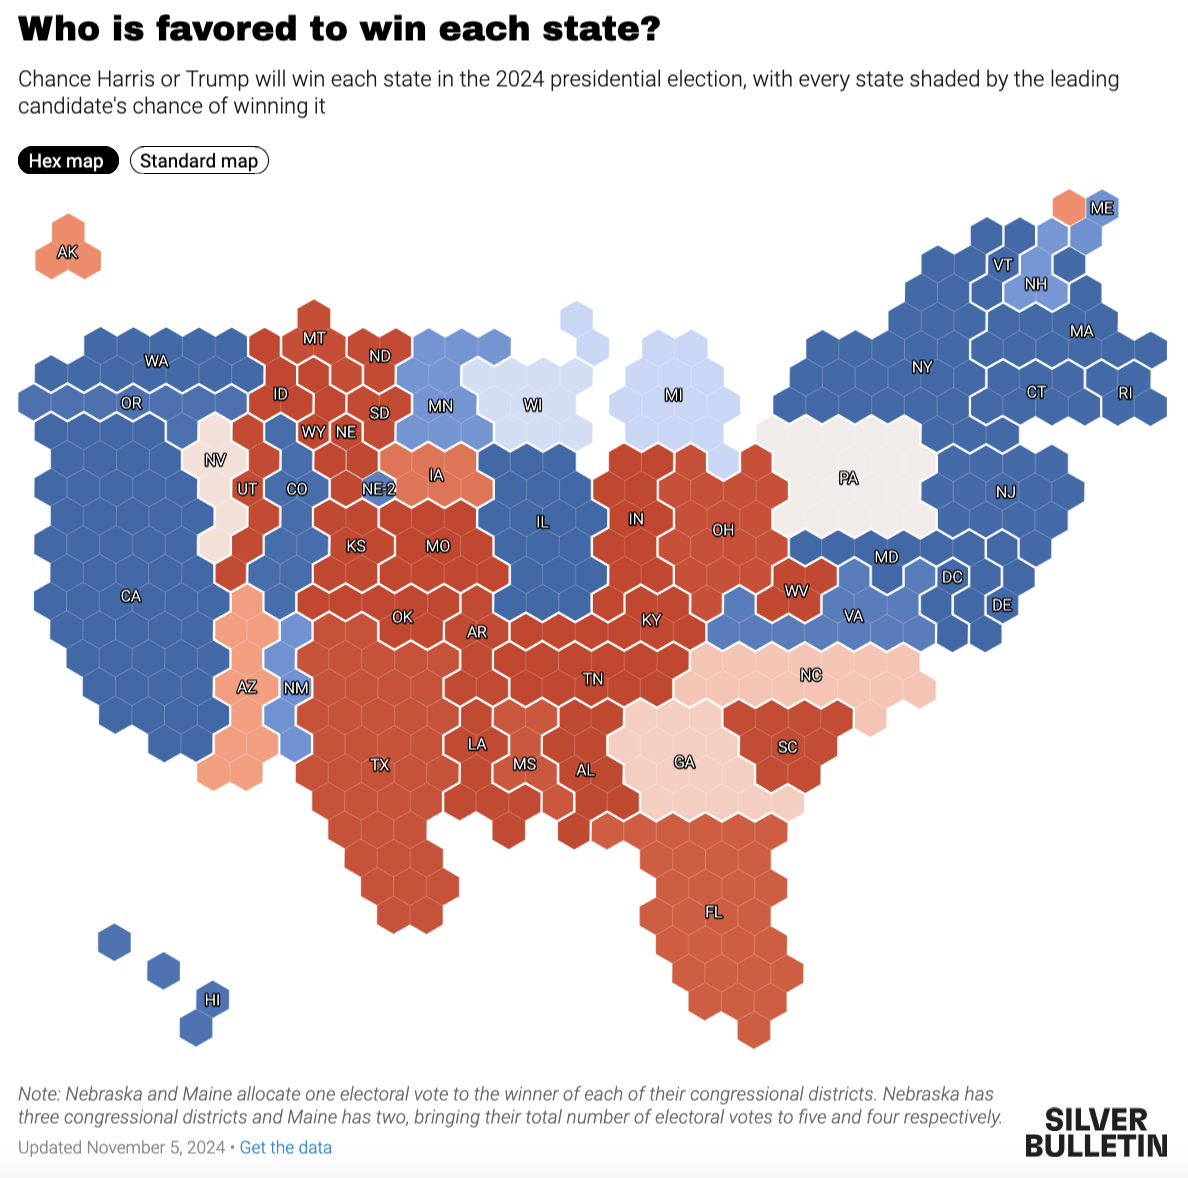 Who is favored to win each state?
Chance Harris or Trump will win each state in the 2024 presidential election, with every state shaded by the leading
candidate's chance of winning it
Hex map
Standard map
ME
AK
VT
NH
MT
MA
ND
WA
NY
ID
CT
RI
MI
OR
SD
MN
WI
WY
NE
NV
IA
PA
UT
CO
NE-2
NJ
IN
IL
OH
KS
MO
MD
DC
WV
CA
DE
OK
VA
KY
AR
NC
TN
AZ
NM
LA
SC
GA
TX
MS
AL
FL
HI
Note: Nebraska and Maine allocate one electoral vote to the winner of each of their congressional districts. Nebraska has
three congressional districts and Maine has two, bringing their total number of electoral votes to five and four respectively.
Updated November 5, 2024 • Get the data
SILVER
BULLETIN